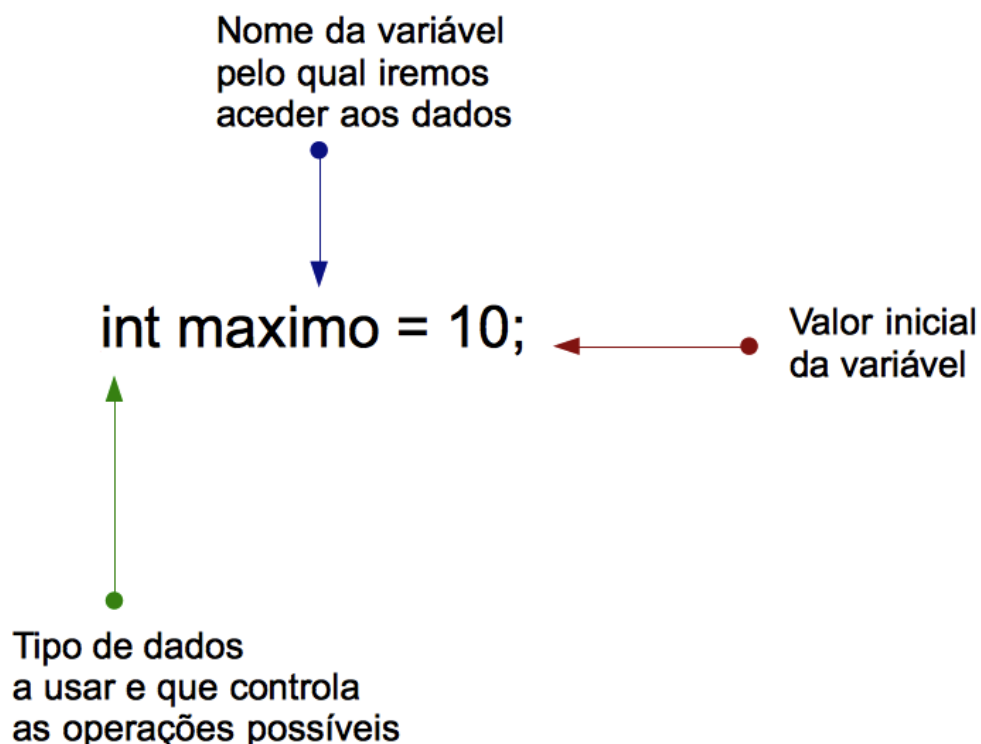 Nome da variável
pelo qual iremos
aceder aos dados
int maximo = 10;
Valor inicial
da variável
Tipo de dados
a usar e que controla
as operações possíveis